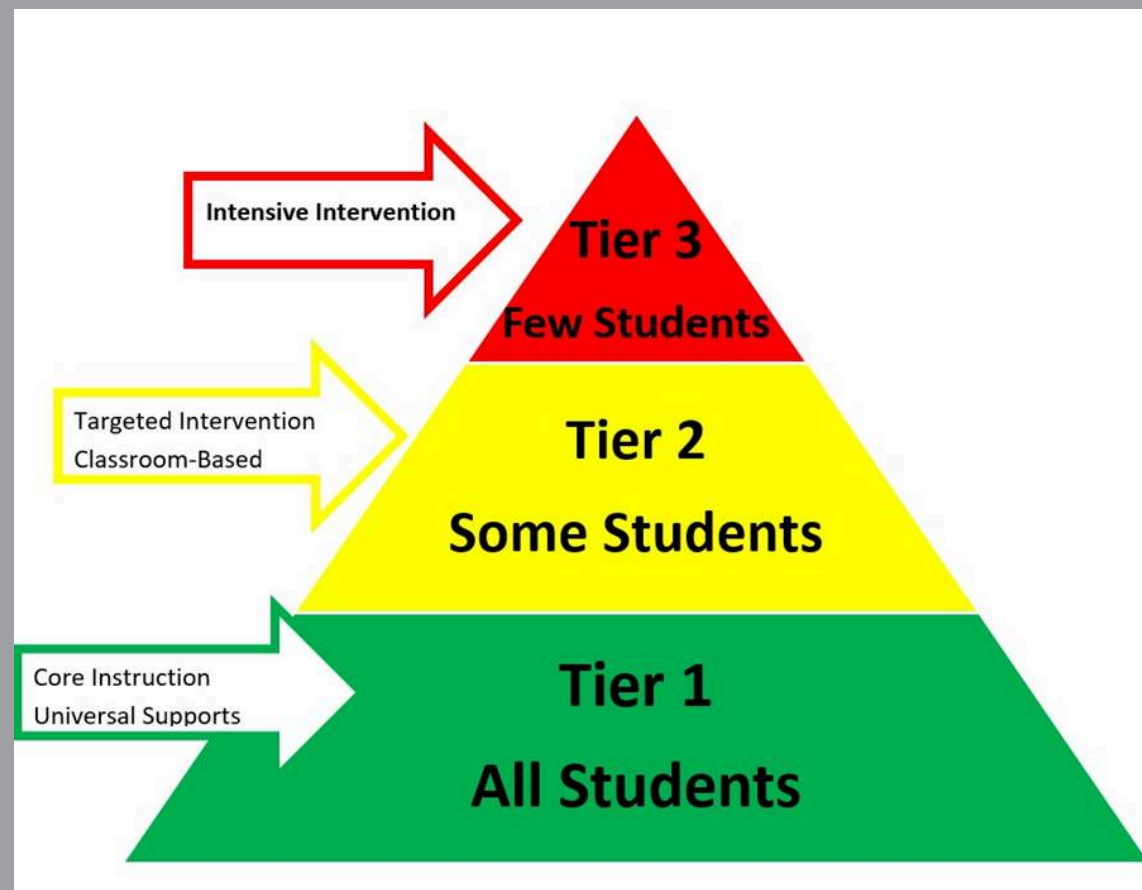 Intensive Intervention
Tier 3
Few Students
Targeted Intervention
Classroom-Based
Tier 2
Some Students
Core Instruction
Universal Supports
Tier 1
All Students